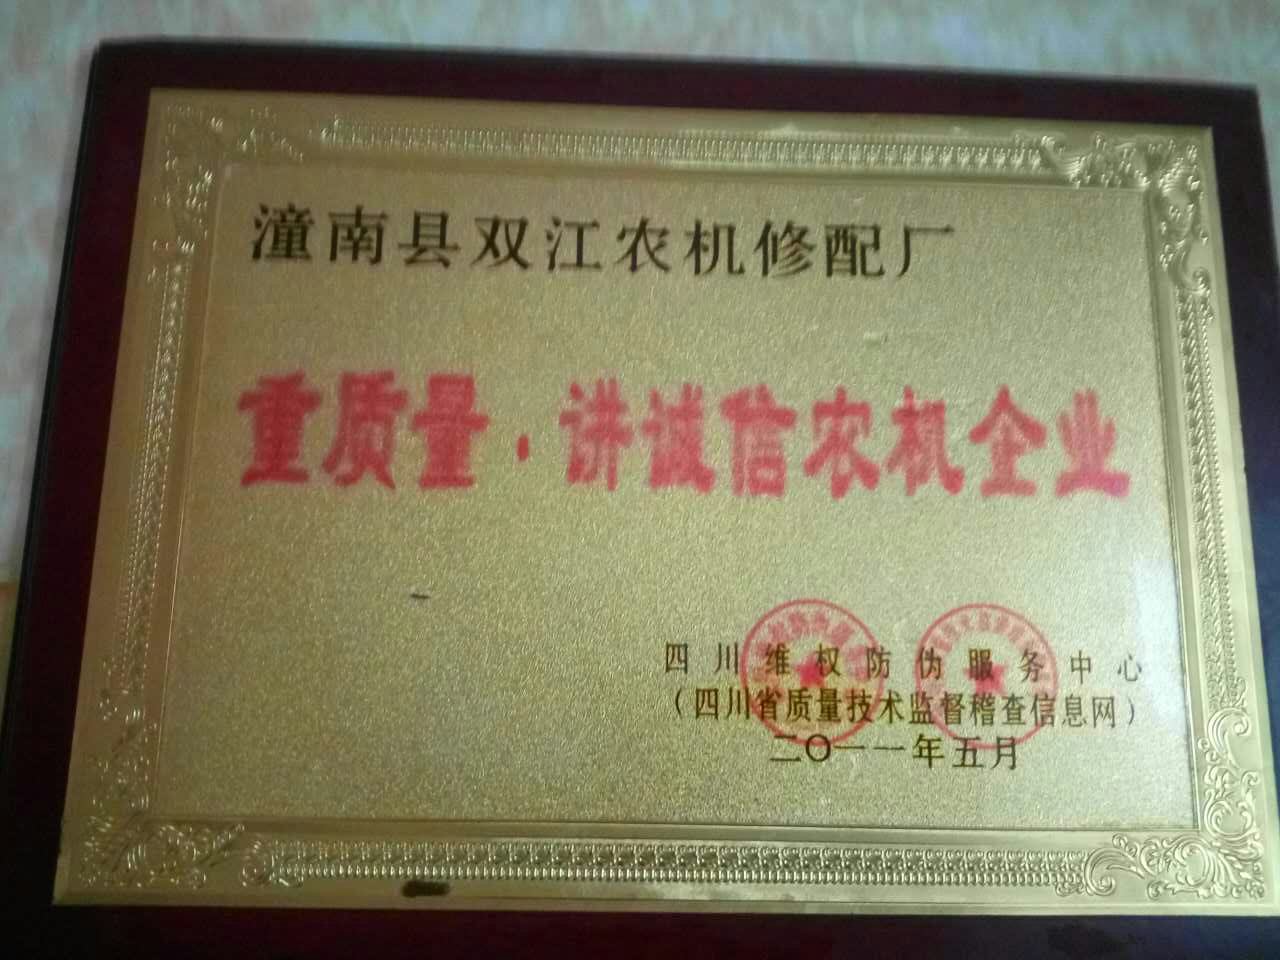 潼南县双江农机修配厂
重质量·讲诚信农机企业
四川维权防伪服务中心
（四川省质量技术监督稽查信息网）
二〇一一年五月